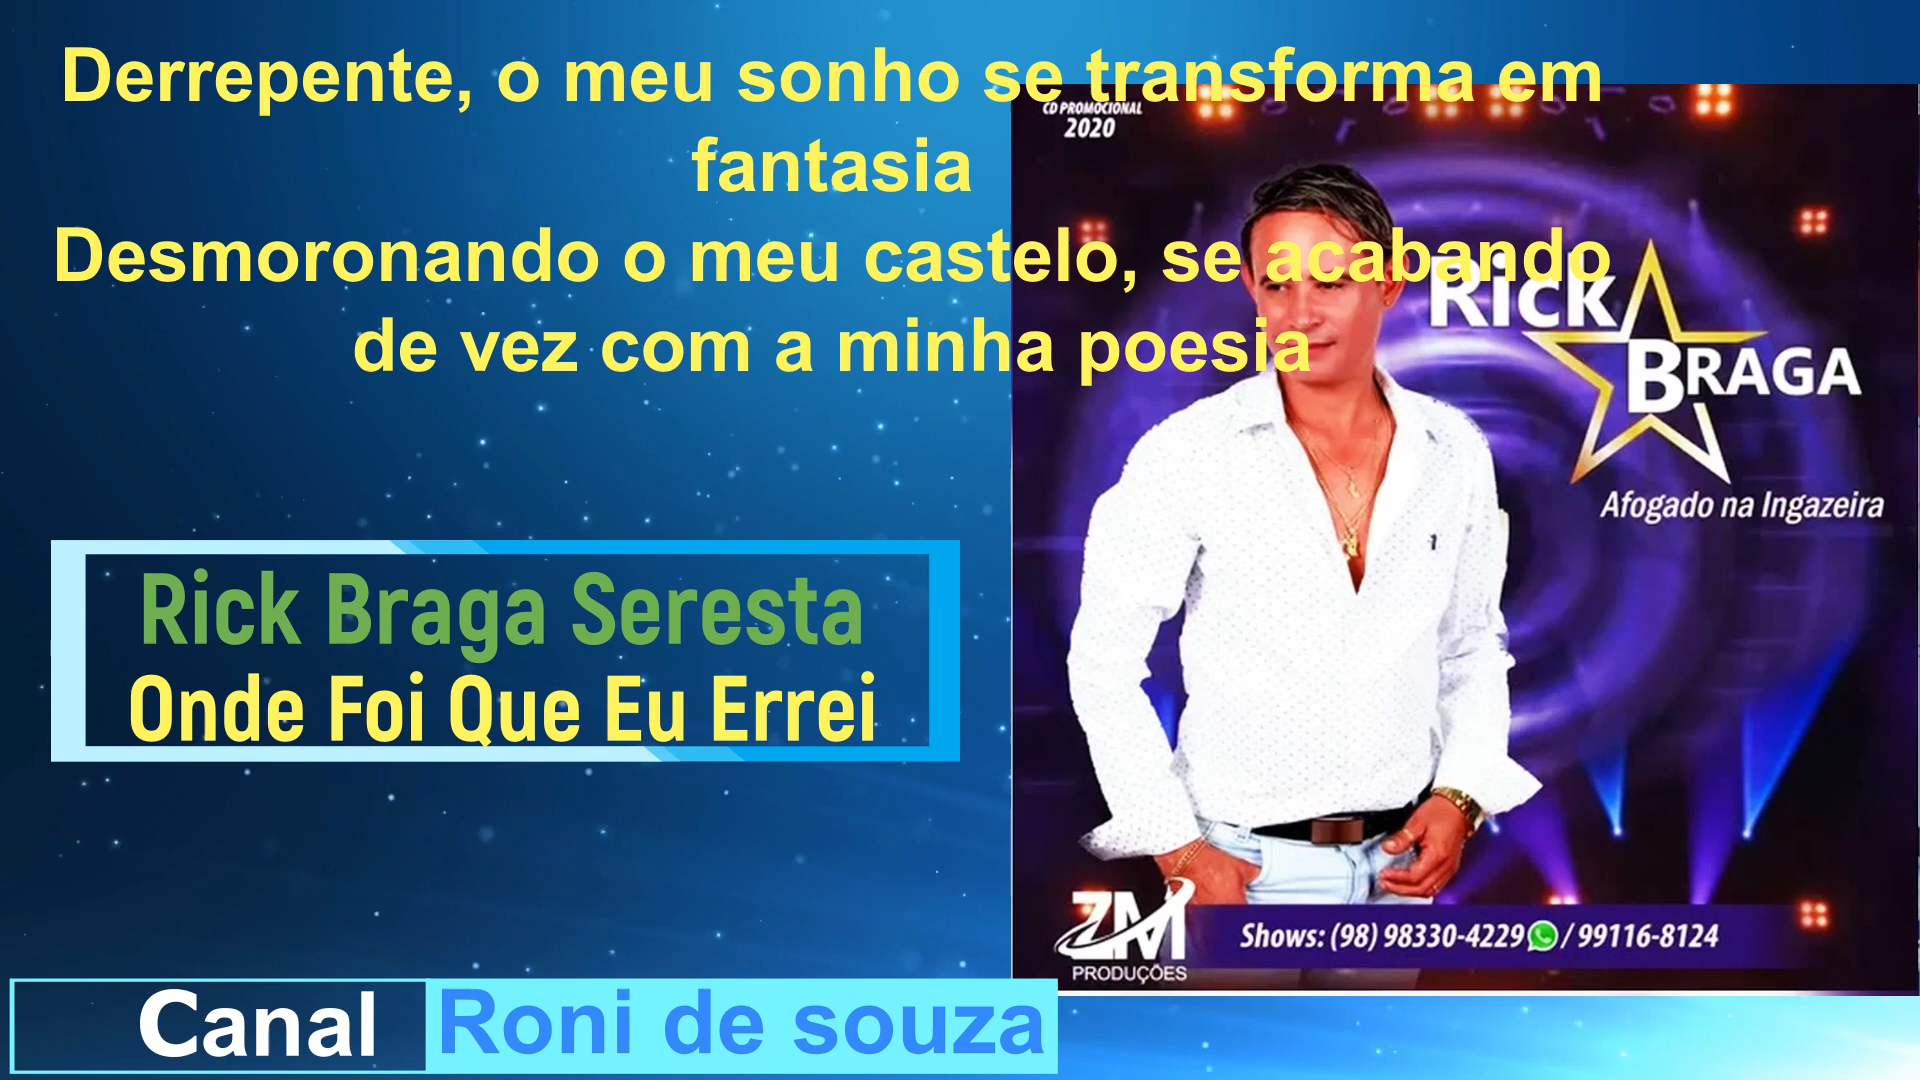 Derrepente, o meu sonho se transforma em
fantasia
Desmoronando o meu castelo, se acabando
de vez com a minha poesia
CD PROMOCIONAL
2020
Rick
BRAGA
Afogado na Ingazeira
Rick Braga Seresta
Onde Foi Que Eu Errei
ZM
PRODUÇÕES
Shows: (98) 98330-4229 / 99116-8124
Canal Roni de souza